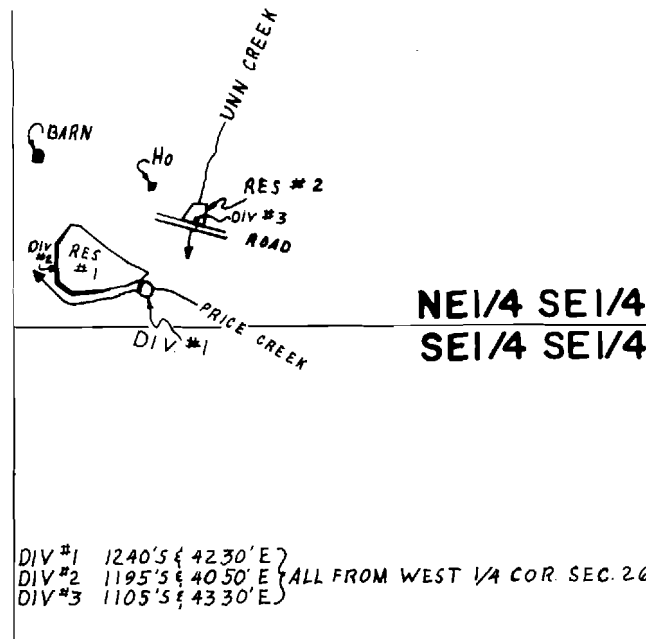 UNN CREEK
BARN
Ho
RES # 2
DIV #3
ROAD
DIV #2
RES #1
PRICE CREEK
DIV. #1
NE1/4 SE1/4
SE1/4 SE1/4
DIV #1 1240'S & 4230'E
DIV #2 1195'S & 4050'E
DIV #3 1105'S & 4330'E
ALL FROM WEST 1/4 COR. SEC. 26